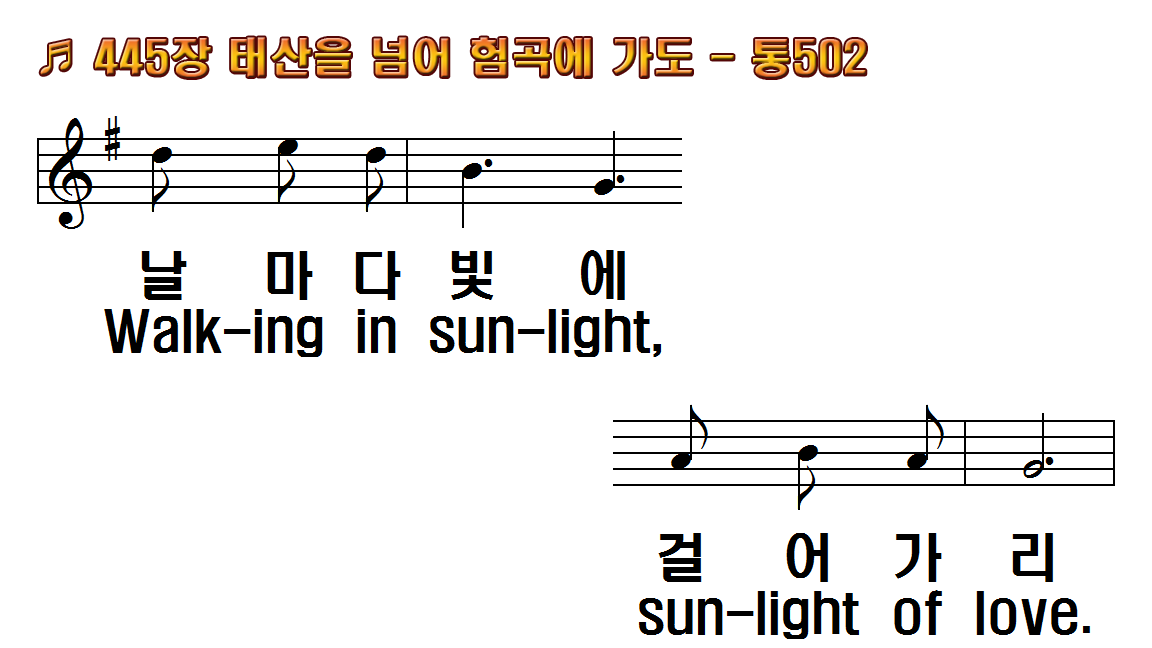 ♬ 445장 태산을 넘어 험곡에 가도 - 통502
날 마 다 빛 에
Walk-ing in sun-light,
걸 어 가 리
sun-light of love.